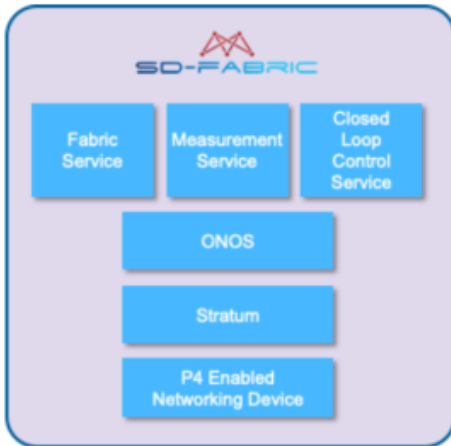 SD-FABRIC
Fabric
Service
Measurement
Service
Closed
Loop
Control
Service
ONOS
Stratum
P4 Enabled
Networking Device